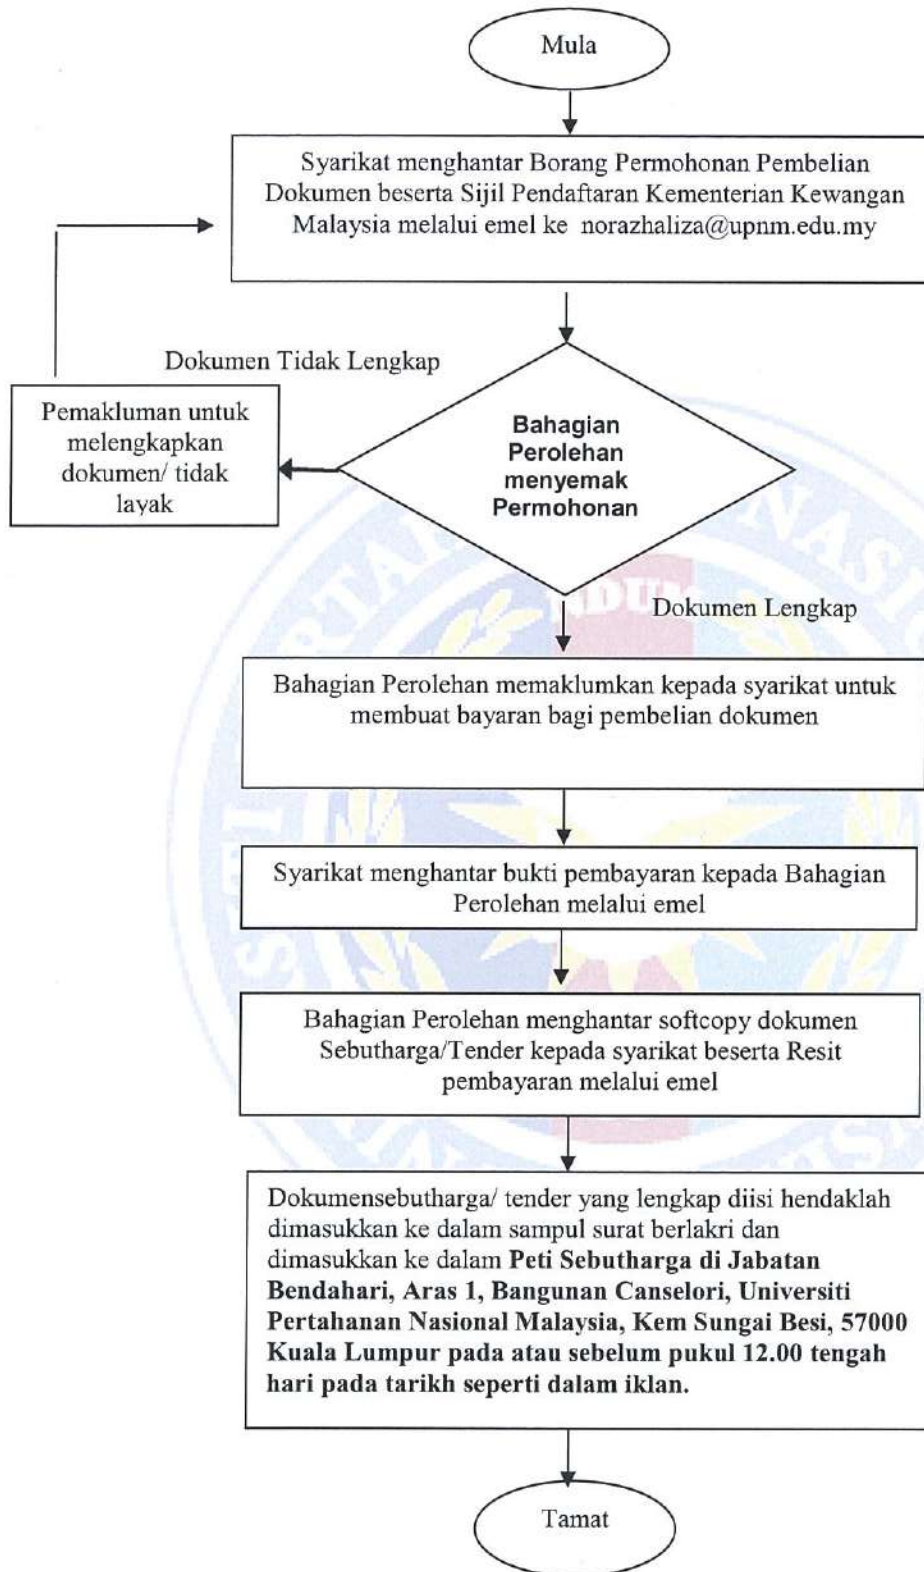 Mula
Syarikat menghantar Borang Permohonan Pembelian
Dokumen beserta Sijil Pendaftaran Kementerian Kewangan
Malaysia melalui emel ke norazhaliza@upnm.edu.my
Dokumen Tidak Lengkap
Pemakluman untuk
melengkapkan
dokumen/ tidak
layak
Bahagian
Perolehan
menyemak
Permohonan
Dokumen Lengkap
Bahagian Perolehan memaklumkan kepada syarikat untuk
membuat bayaran bagi pembelian dokumen
Syarikat menghantar bukti pembayaran kepada Bahagian
Perolehan melalui emel
Bahagian Perolehan menghantar softcopy dokumen
Sebutharga/Tender kepada syarikat beserta Resit
pembayaran melalui emel
Dokumensebutharga/ tender yang lengkap diisi hendaklah
dimasukkan ke dalam sampul surat berlakri dan
dimasukkan ke dalam Peti Sebutharga di Jabatan
Bendahari, Aras 1, Bangunan Canselori, Universiti
Pertahanan Nasional Malaysia, Kem Sungai Besi, 57000
Kuala Lumpur pada atau sebelum pukul 12.00 tengah
hari pada tarikh seperti dalam iklan.
Tamat